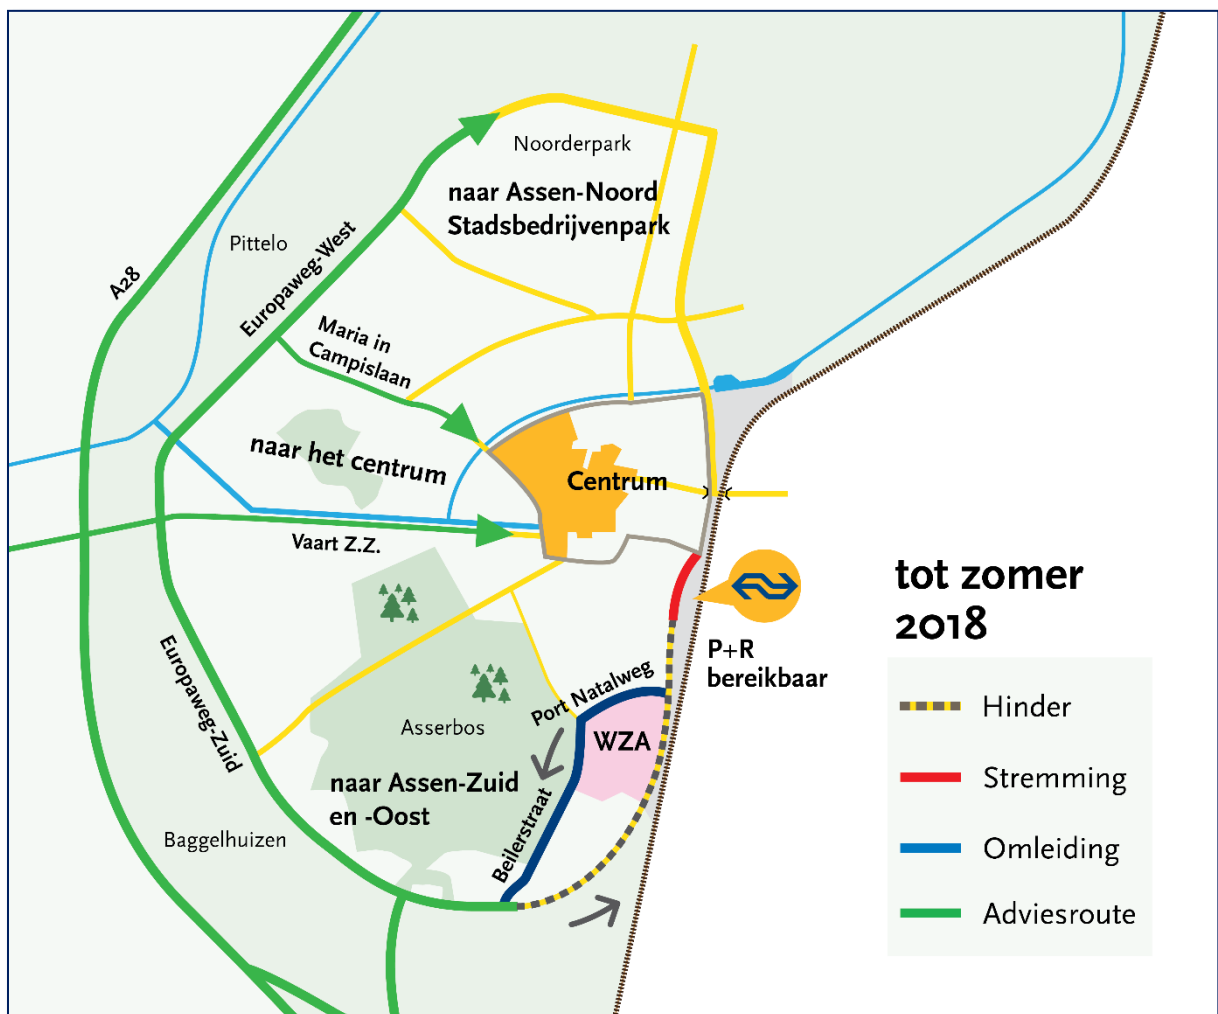 Noorderpark
naar Assen-Noord
Stadsbedrijvenpark
Pittelo
Europaweg-West
A28
Maria in
Campislaan
naar het centrum
Centrum
Vaart Z.Z.
tot zomer
2018
P+R
bereikbaar
Europaweg-Zuid
Port Natalweg
Asserbos
WZA
naar Assen-Zuid
en -Oost
Beilerstraat
Baggelhuizen
Hinder
Stremming
Omleiding
Adviesroute